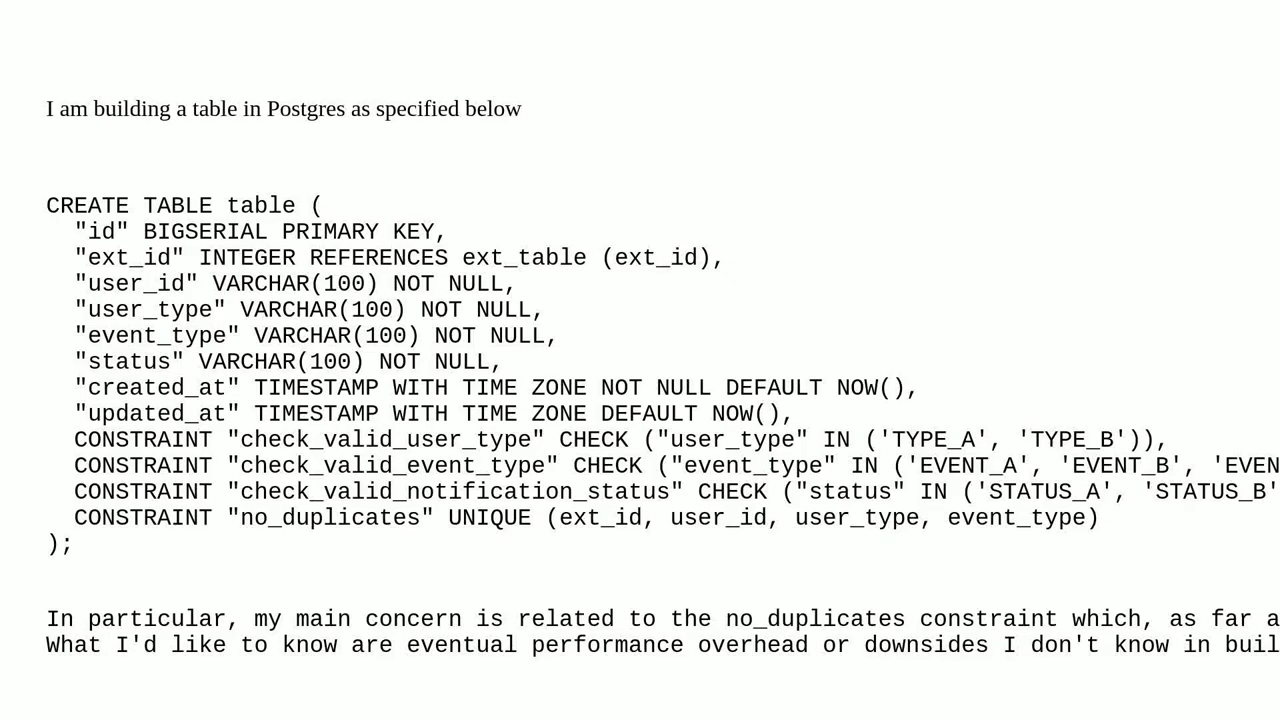 I am building a table in Postgres as specified below
CREATE TABLE table (
"id" BIGSERIAL PRIMARY KEY,
"ext_id" INTEGER REFERENCES ext_table (ext_id),
"user_id" VARCHAR(100) NOT NULL,
"user_type" VARCHAR(100) NOT NULL,
"event_type" VARCHAR(100) NOT NULL,
"status" VARCHAR(100) NOT NULL,
"created_at" TIMESTAMP WITH TIME ZONE NOT NULL DEFAULT NOW(),
"updated_at" TIMESTAMP WITH TIME ZONE DEFAULT NOW(),
CONSTRAINT "check_valid_user_type" CHECK ("user_type" IN ('TYPE_A', 'TYPE_B')),
CONSTRAINT "check_valid_event_type" CHECK ("event_type" IN ('EVENT_A', 'EVENT_B', 'EVEN
CONSTRAINT "check_valid_notification_status" CHECK ("status" IN ('STATUS_A', 'STATUS_B'
CONSTRAINT "no_duplicates" UNIQUE (ext_id, user_id, user_type, event_type)
);
In particular, my main concern is related to the no_duplicates constraint which, as far a
What I'd like to know are eventual performance overhead or downsides I don't know in buil